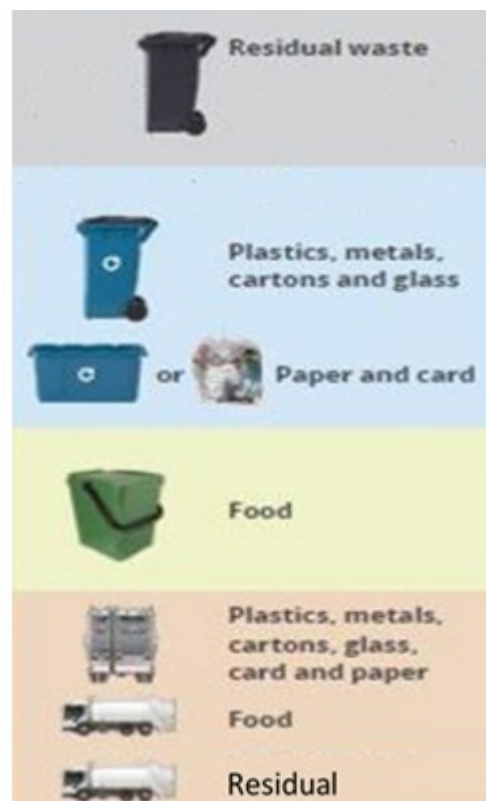 Residual waste
Plastics, metals,
cartons and glass
or
Paper and card
Food
Plastics, metals,
cartons, glass,
card and paper
Food
Residual